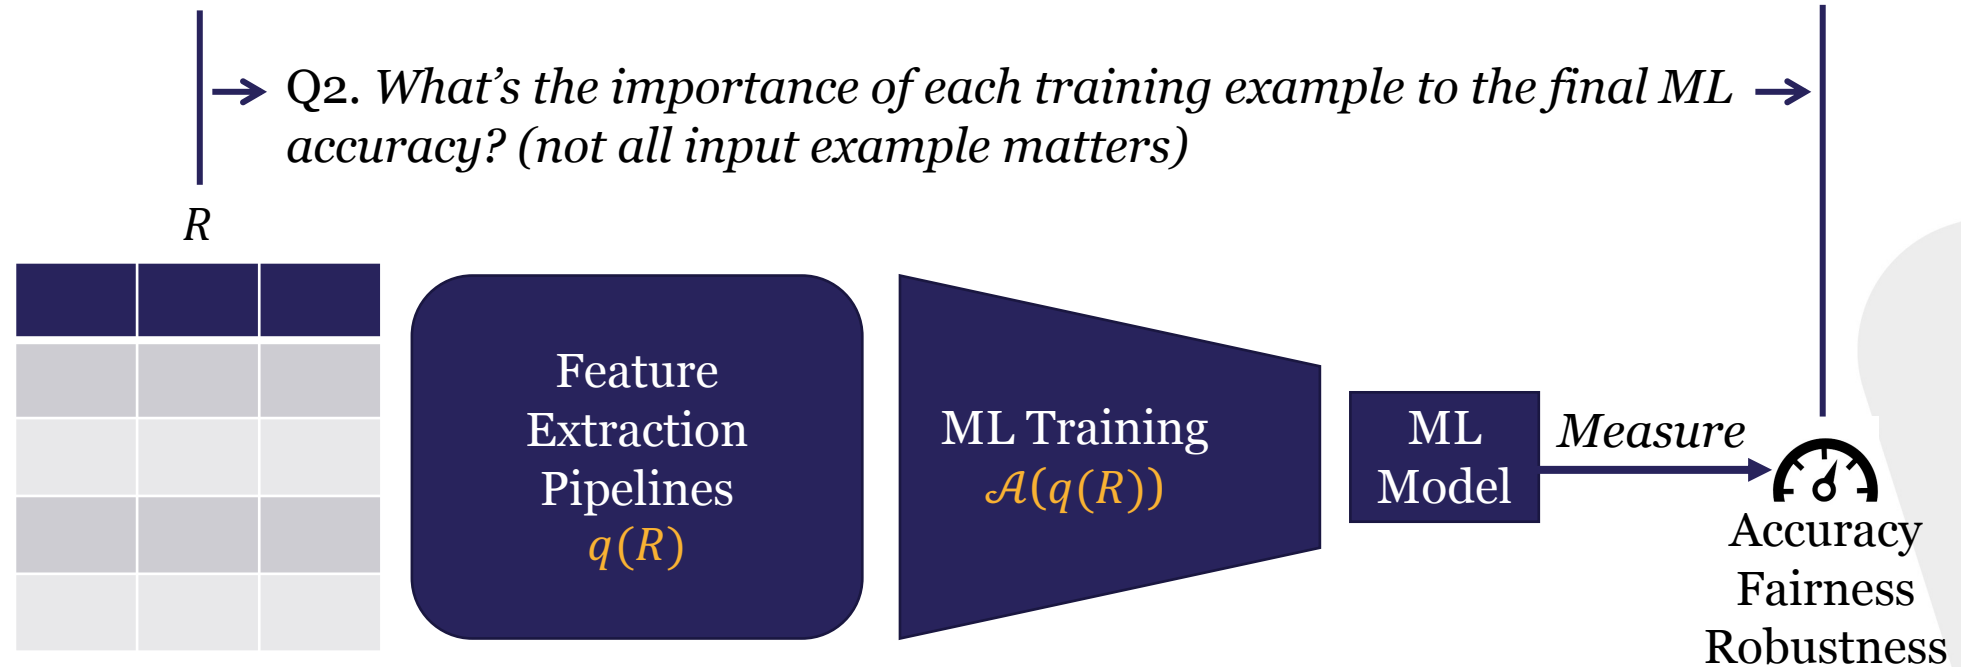 Q2. What's the importance of each training example to the final ML
accuracy? (not all input example matters)
R
Feature
Extraction
Pipelines
q(R)
ML Training
𝒜(q(R))
ML
Model
Measure
Accuracy
Fairness
Robustness